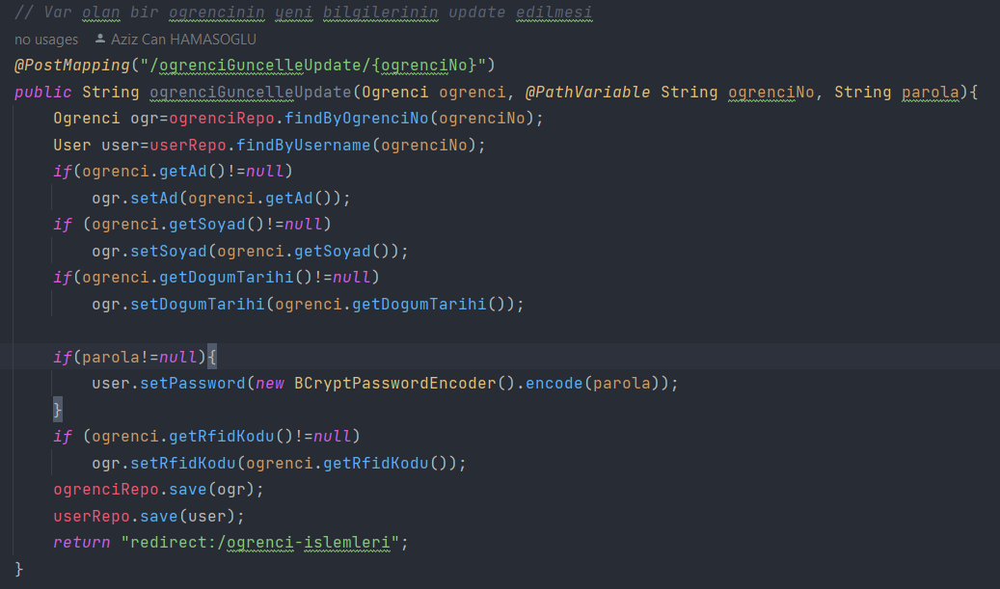 // Var olan bir ogrencinin yeni bilgilerinin update edilmesi
no usages Aziz Can HAMASOGLU
@PostMapping("/ogrenciGuncelleUpdate/{ogrenciNo}")
public String ogrenciGuncelleUpdate(Ogrenci ogrenci, @PathVariable String ogrenciNo, String parola){
    Ogrenci ogr=ogrenciRepo.findByOgrenciNo(ogrenciNo);
    User user=userRepo.findByUsername(ogrenciNo);
    if(ogrenci.getAd()!=null)
        ogr.setAd(ogrenci.getAd());
    if (ogrenci.getSoyad()!=null)
        ogr.setSoyad(ogrenci.getSoyad());
    if(ogrenci.getDogumTarihi()!=null)
        ogr.setDogumTarihi(ogrenci.getDogumTarihi());

    if(parola!=null){
        user.setPassword(new BCryptPasswordEncoder().encode(parola));
    }
    if (ogrenci.getRfidKodu()!=null)
        ogr.setRfidKodu(ogrenci.getRfidKodu());
    ogrenciRepo.save(ogr);
    userRepo.save(user);
    return "redirect:/ogrenci-islemleri";
}